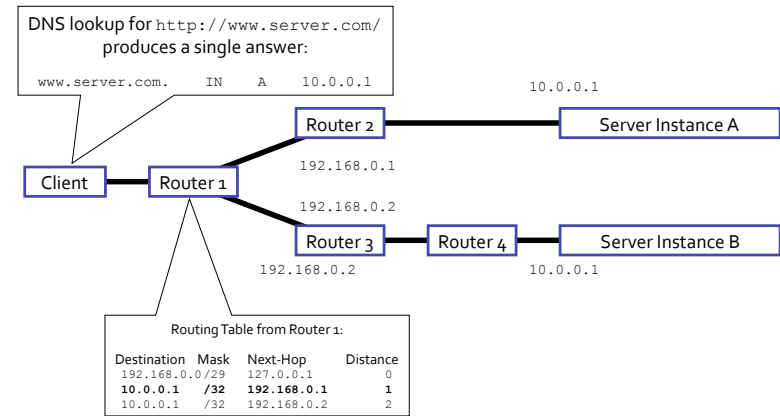 DNS lookup for http://www.server.com/
produces a single answer:
www.server.com. IN A 10.0.0.1
10.0.0.1
Router 2
Server Instance A
192.168.0.1
Client
Router 1
192.168.0.2
Router 3
Router 4
Server Instance B
192.168.0.2
10.0.0.1
Routing Table from Router 1:
Destination Mask Next-Hop Distance
192.168.0.0/29 127.0.0.1 0
10.0.0.1 /32 192.168.0.1 1
10.0.0.1 /32 192.168.0.2 2